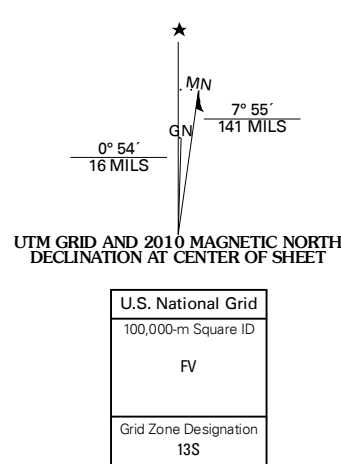 ★
MN
7° 55´
141 MILS
GN
0° 54´
16 MILS
UTM GRID AND 2010 MAGNETIC NORTH
DECLINATION AT CENTER OF SHEET
U.S. National Grid
100,000-m Square ID
FV
Grid Zone Designation
13S